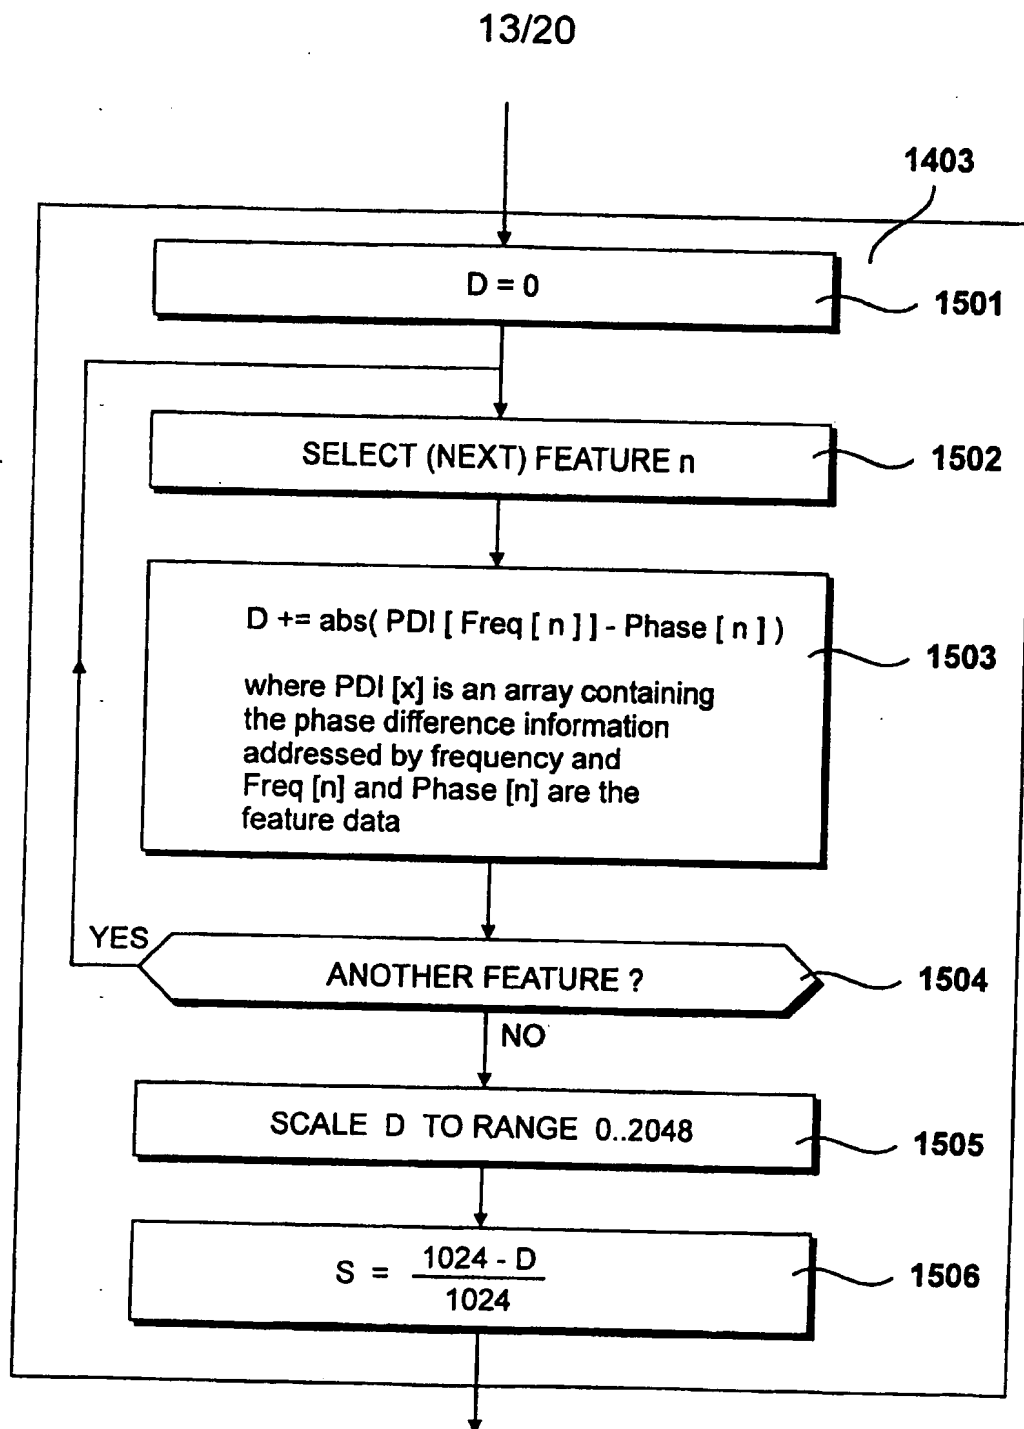 13/20
1403
D = 0
1501
SELECT (NEXT) FEATURE n
1502
D += abs( PDI [ Freq [ n ] ] - Phase [ n ] )
where PDI [x] is an array containing
the phase difference information
addressed by frequency and
Freq [n] and Phase [n] are the
feature data
1503
YES
ANOTHER FEATURE ?
1504
NO
SCALE D TO RANGE 0..2048
1505
S = 1024 - D
1024
1506